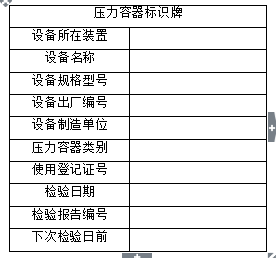 压力容器标识牌
设备所在装置
设备名称
设备规格型号
设备出厂编号
设备制造单位
压力容器类别
使用登记证号
检验日期
检验报告编号
下次检验日前